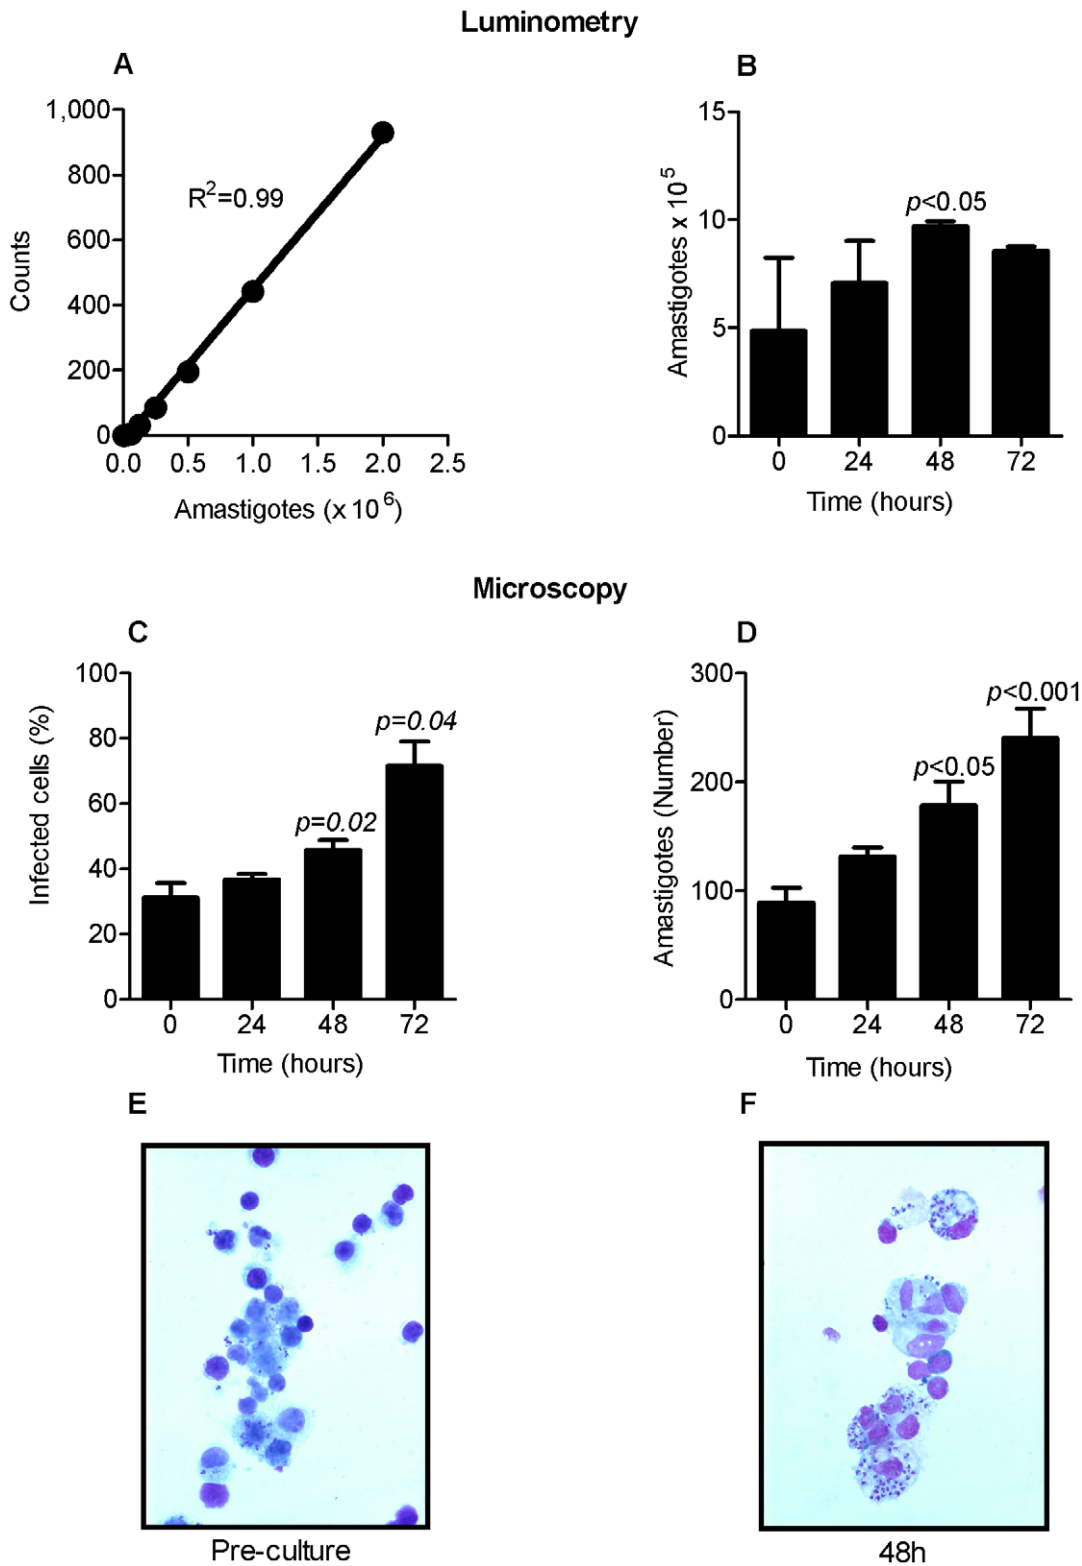 Luminometry
A
1,000
800
600
400
200
0
Counts
R²=0.99
0.0 0.5 1.0 1.5 2.0 2.5
Amastigotes (x 10⁶)
B
15
10
5
0
Amastigotes x 10⁵
p<0.05
0 24 48 72
Time (hours)
Microscopy
C
100
80
60
40
20
0
Infected cells (%)
p=0.04
p=0.02
0 24 48 72
Time (hours)
D
300
200
100
0
Amastigotes (Number)
p<0.001
p<0.05
0 24 48 72
Time (hours)
E
Pre-culture
F
48h